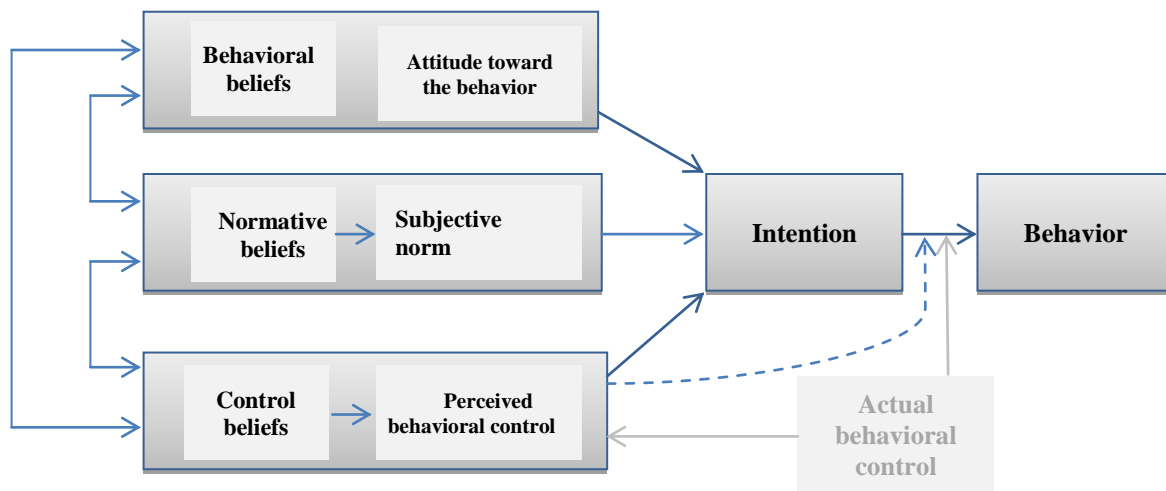 Behavioral
beliefs
Attitude toward
the behavior
Normative
beliefs
Subjective
norm
Intention
Behavior
Control
beliefs
Perceived
behavioral control
Actual
behavioral
control